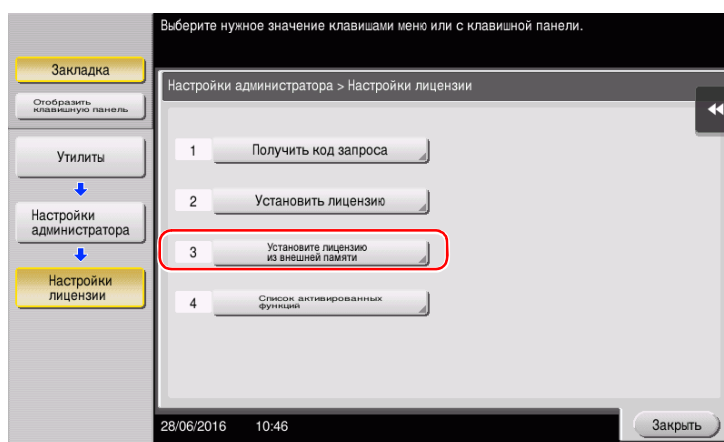 Выберите нужное значение клавишами меню или с клавишной панели.
Закладка
Отобразить
клавишную панель
Утилиты
Настройки
администратора
Настройки
лицензии
Настройки администратора > Настройки лицензии
1 Получить код запроса
2 Установить лицензию
3 Установите лицензию
из внешней памяти
4 Список активированных
функций
28/06/2016 10:46
Закрыть